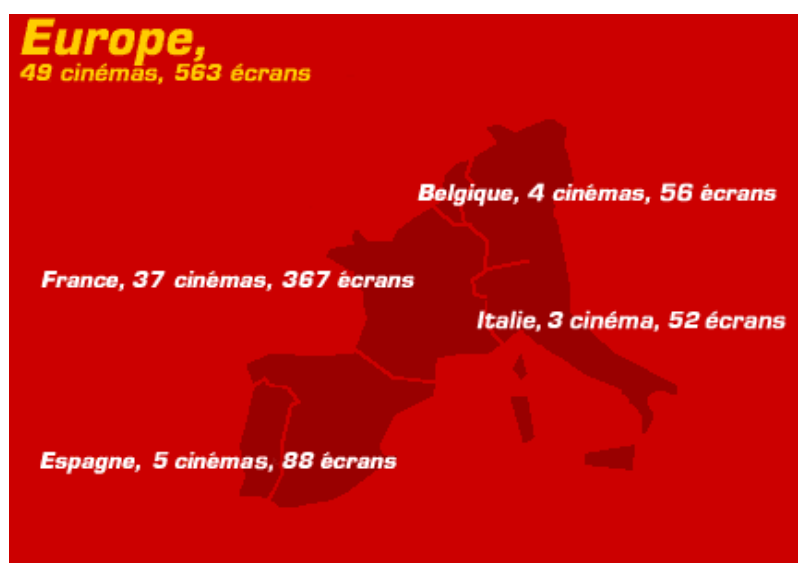 Europe,
49 cinémas, 563 écrans
Belgique, 4 cinémas, 56 écrans
France, 37 cinémas, 367 écrans
Italie, 3 cinéma, 52 écrans
Espagne, 5 cinémas, 88 écrans